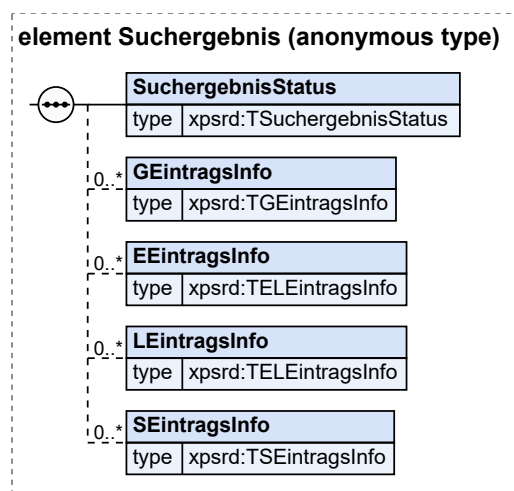 element Suchergebnis (anonymous type)
SuchergebnisStatus
type xpsrd:TSuchergebnisStatus
0..* GEintragsInfo
type xpsrd:TGEintragsInfo
0..* EEintragsInfo
type xpsrd:TELEintragsInfo
0..* LEintragsInfo
type xpsrd:TELEintragsInfo
0..* SEintragsInfo
type xpsrd:TSEintragsInfo